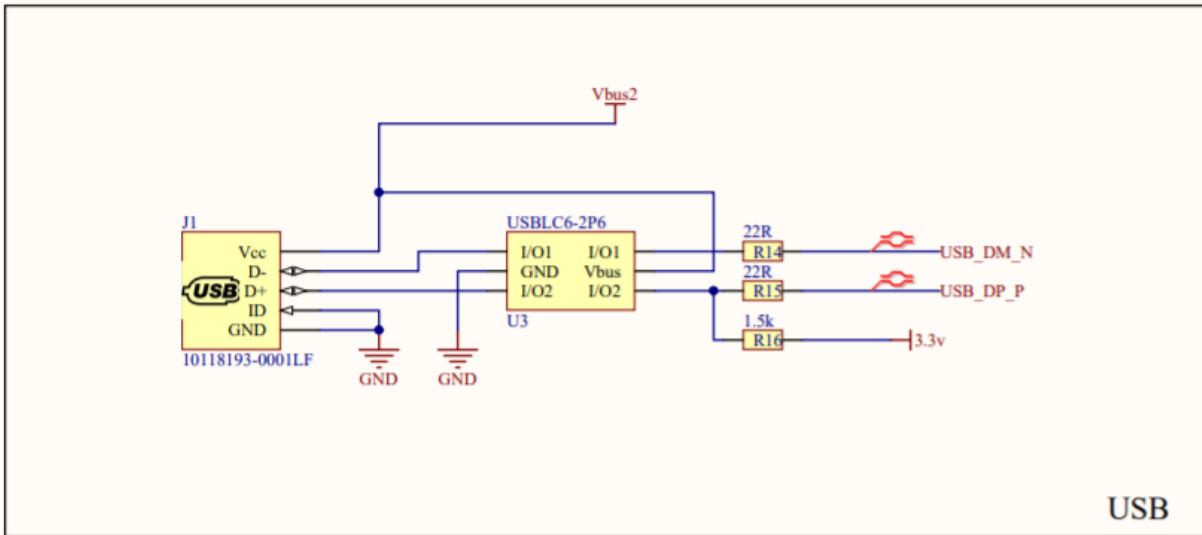 Vbus2
J1
USBLC6-2P6
22R
Vcc
I/O1
I/O1
R14
USB_DM_N
D-
GND
Vbus
22R
USB
D+
I/O2
I/O2
R15
USB_DP_P
ID
U3
1.5k
GND
R16
3.3v
10118193-0001LF
GND
GND
USB